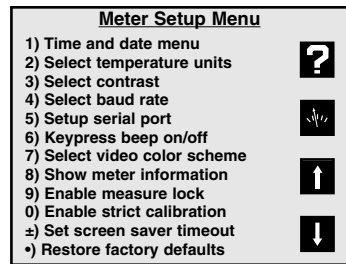 Meter Setup Menu
1) Time and date menu
2) Select temperature units
3) Select contrast
4) Select baud rate
5) Setup serial port
6) Keypress beep on/off
7) Select video color scheme
8) Show meter information
9) Enable measure lock
0) Enable strict calibration
±) Set screen saver timeout
•) Restore factory defaults
?